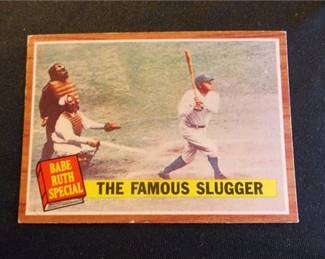 BABE
RUTH
SPECIAL
THE FAMOUS SLUGGER